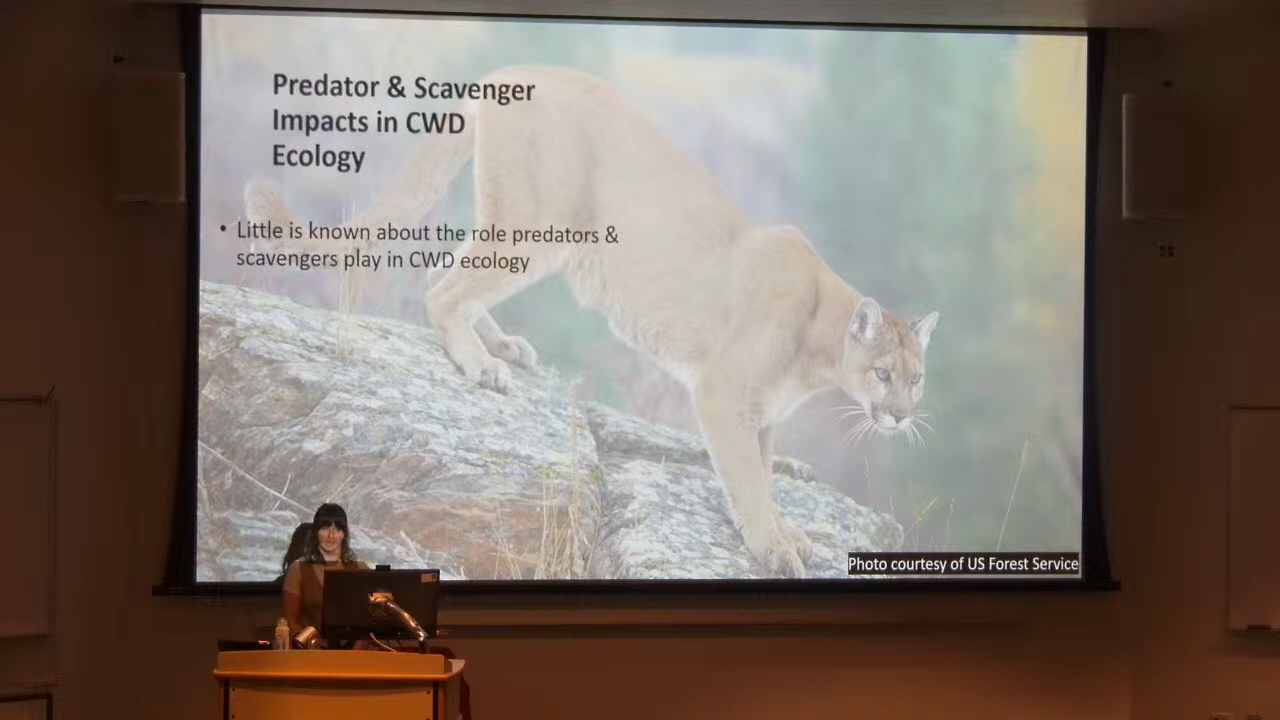 Predator & Scavenger
Impacts in CWD
Ecology
• Little is known about the role predators &
scavengers play in CWD ecology
Photo courtesy of US Forest Service